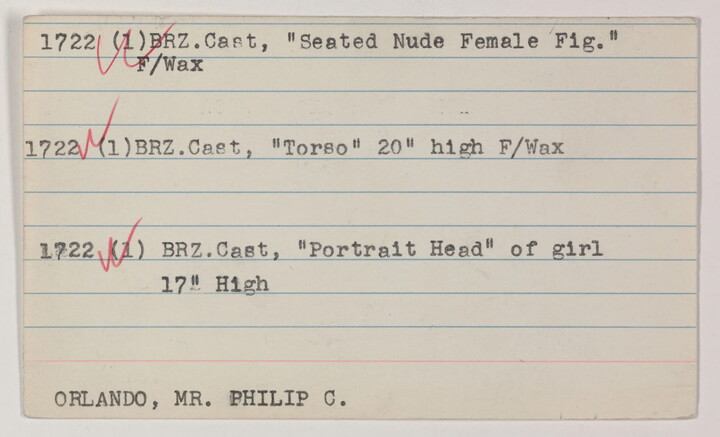 1722 (1)BRZ.Cast, "Seated Nude Female Fig."
F/Wax
1722 (1)BRZ.Cast, "Torso" 20" high F/Wax
1722 (1) BRZ.Cast, "Portrait Head" of girl
17" High
ORLANDO, MR. PHILIP C.